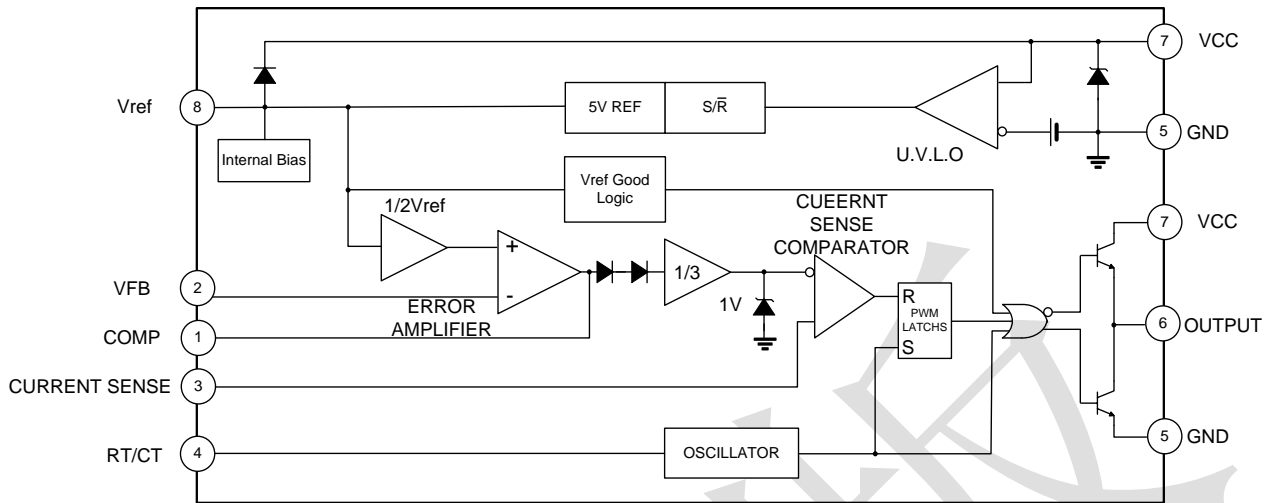 7 VCC
Vref 8
5V REF S/R̅
Internal Bias
U.V.L.O
5 GND
Vref Good
Logic
1/2Vref
CUEERNT
SENSE
COMPARATOR
7 VCC
+
-
1/3
1V
VFB 2
ERROR
AMPLIFIER
R
PWM
LATCHS
S
6 OUTPUT
COMP 1
CURRENT SENSE 3
RT/CT 4
OSCILLATOR
5 GND